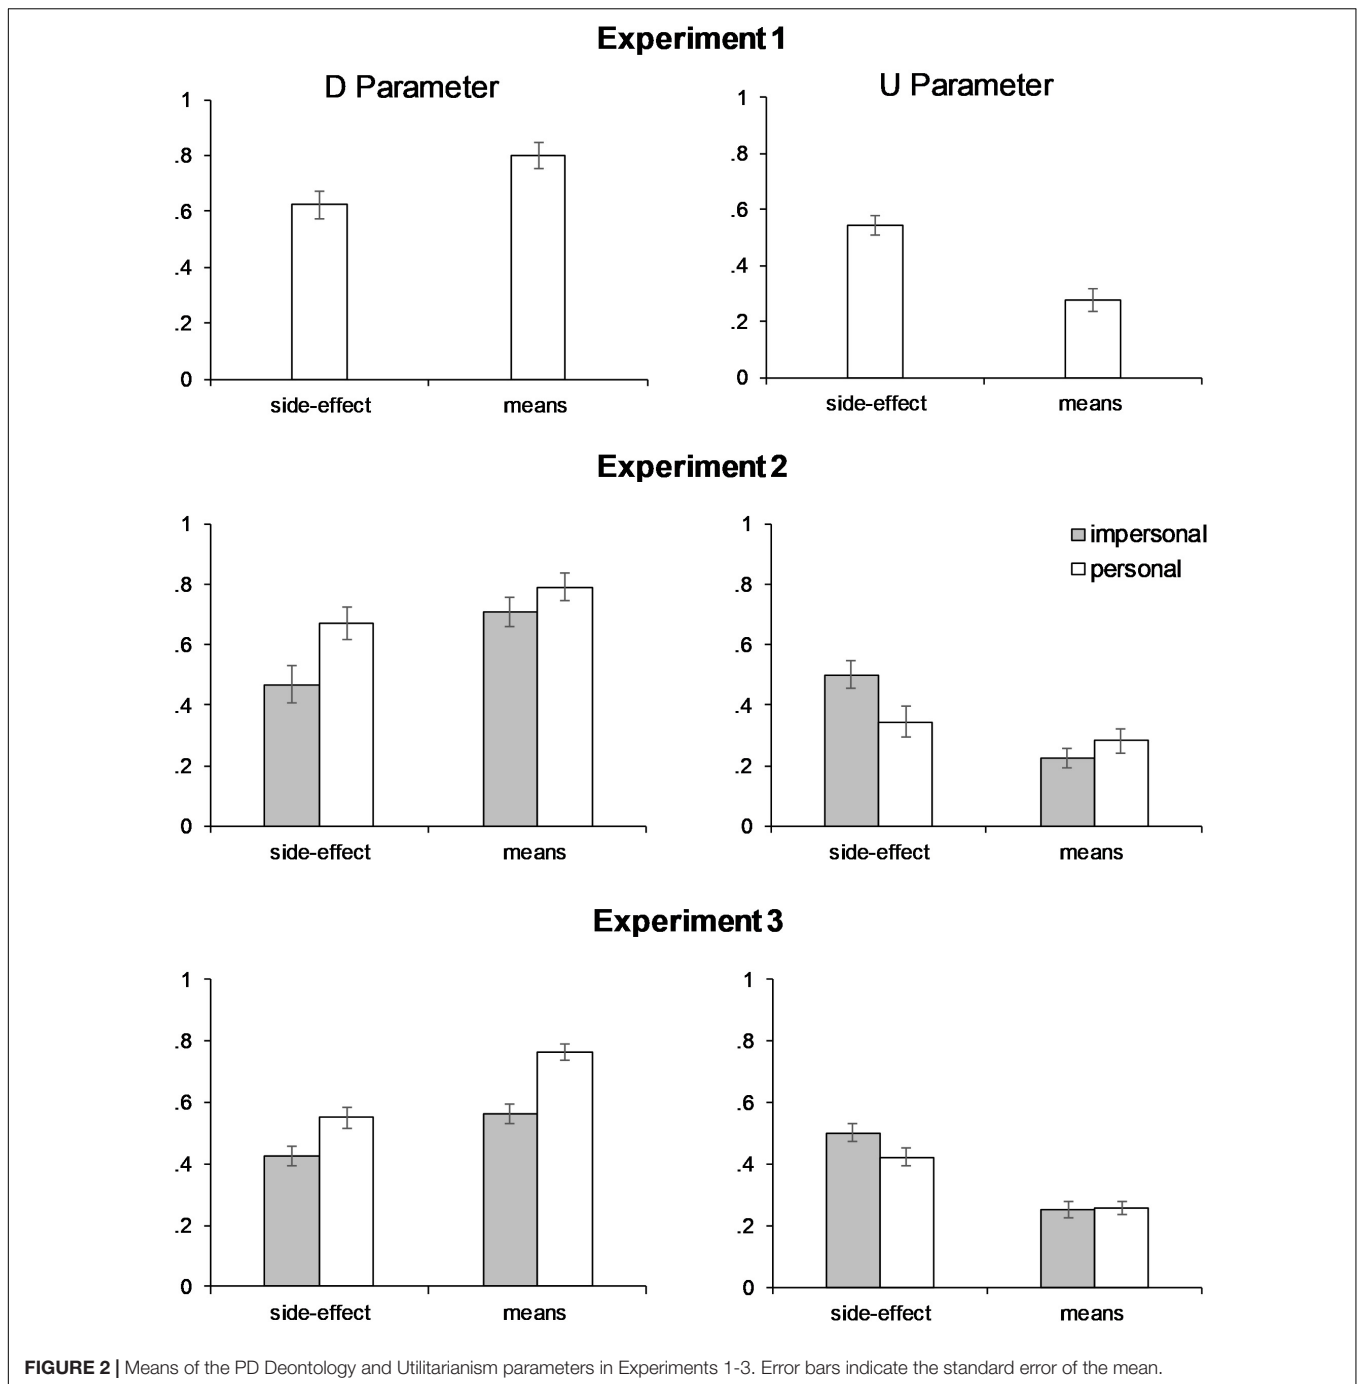 Experiment 1
D Parameter
U Parameter
1
.8
.6
.4
.2
0
side-effect means
1
.8
.6
.4
.2
0
side-effect means
Experiment 2
1
.8
.6
.4
.2
0
side-effect means
1
.8
.6
.4
.2
0
side-effect means
impersonal
personal
Experiment 3
1
.8
.6
.4
.2
0
side-effect means
1
.8
.6
.4
.2
0
side-effect means
FIGURE 2 | Means of the PD Deontology and Utilitarianism parameters in Experiments 1-3. Error bars indicate the standard error of the mean.